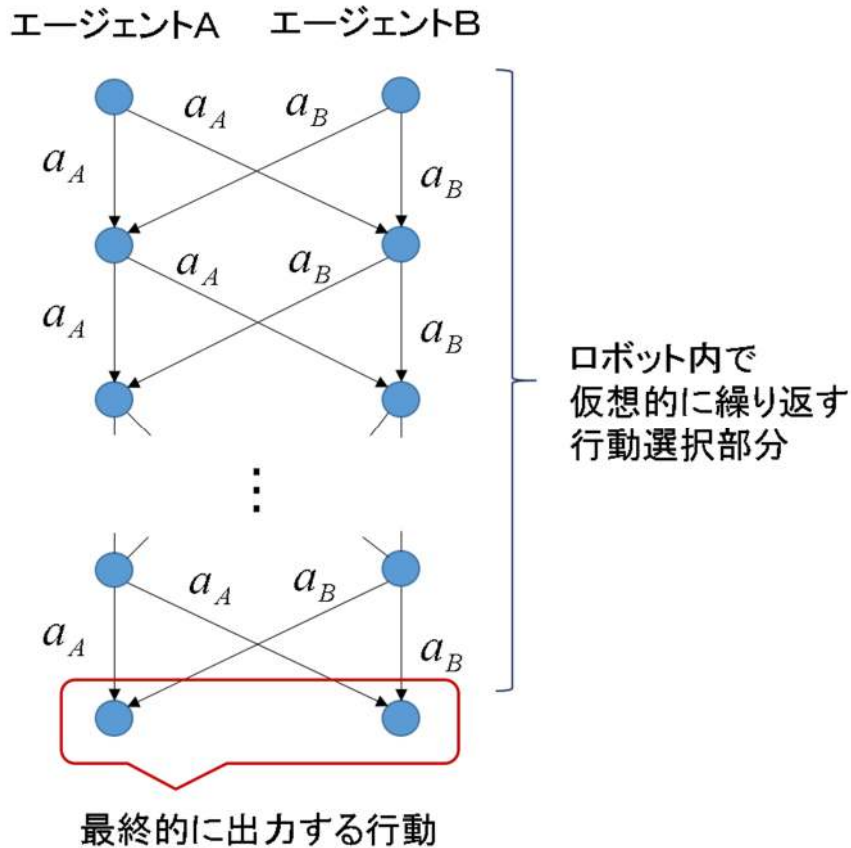 エージェントA エージェントB
a_A a_B
a_A a_B
a_A a_B
a_A a_B
ロボット内で
仮想的に繰り返す
行動選択部分
⋮
a_A a_B
a_A a_B
最終的に出力する行動